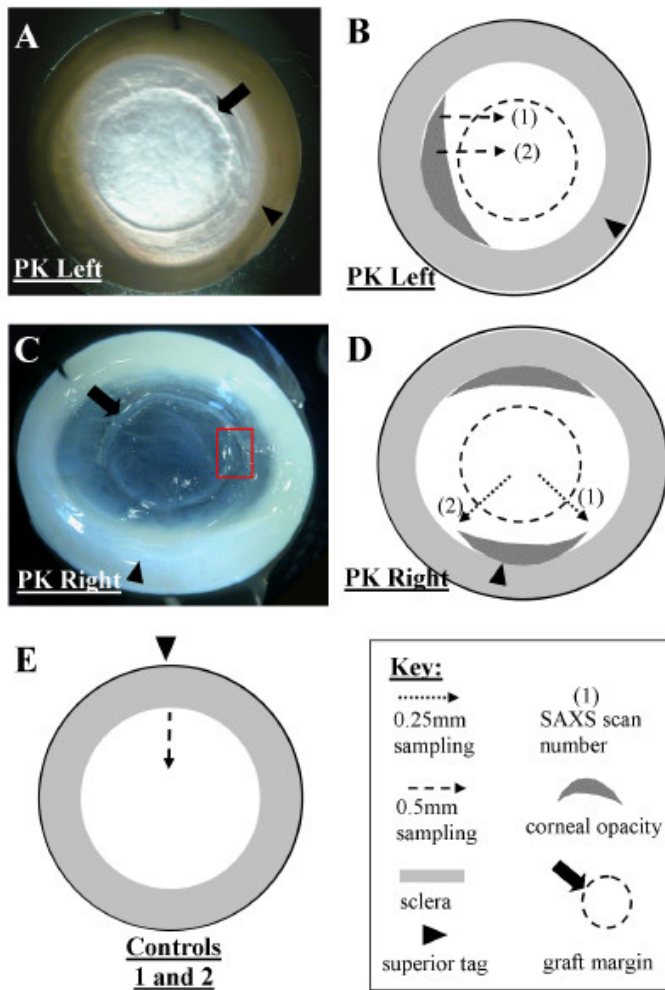 A
PK Left
B
(1)
(2)
PK Left
C
PK Right
D
(2)
(1)
PK Right
E
Controls
1 and 2
Key:
0.25mm
sampling
(1)
SAXS scan
number
0.5mm
sampling
corneal opacity
sclera
superior tag
graft margin